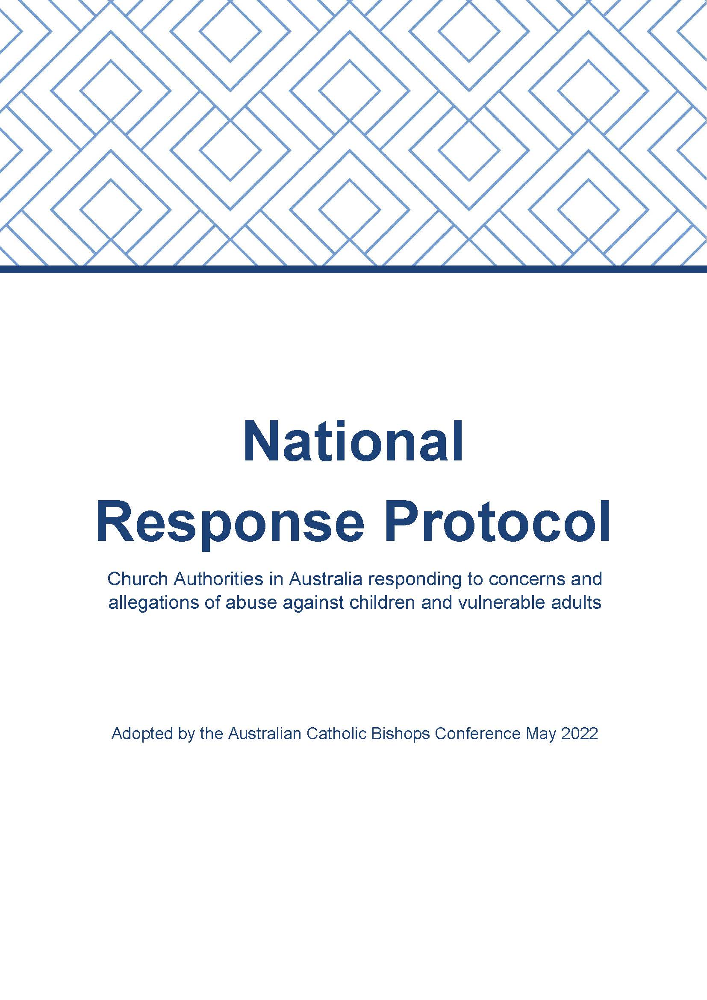 National
Response Protocol
Church Authorities in Australia responding to concerns and
allegations of abuse against children and vulnerable adults
Adopted by the Australian Catholic Bishops Conference May 2022